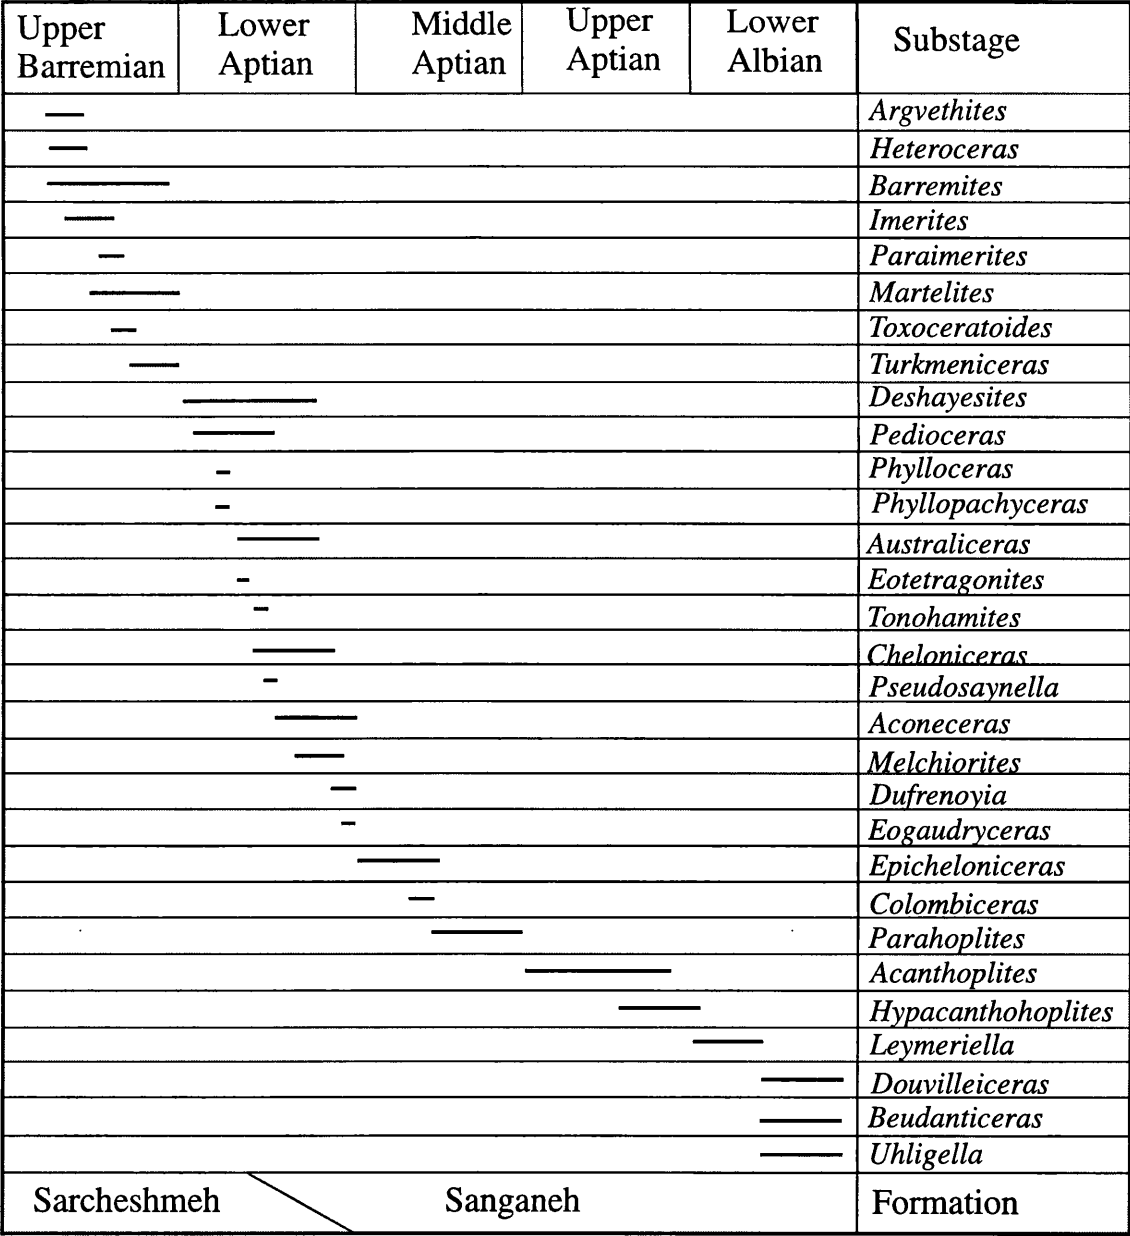 Upper
Barremian
Lower
Aptian
Middle
Aptian
Upper
Aptian
Lower
Albian
Substage
Argvethites
Heteroceras
Barremites
Imerites
Paraimerites
Martelites
Toxoceratoides
Turkmeniceras
Deshayesites
Pedioceras
Phylloceras
Phyllopachyceras
Australiceras
Eotetragonites
Tonohamites
Cheloniceras
Pseudosaynella
Aconeceras
Melchiorites
Dufrenoyia
Eogaudryceras
Epicheloniceras
Colombiceras
Parahoplites
Acanthoplites
Hypacanthohoplites
Leymeriella
Douvilleiceras
Beudanticeras
Uhligella
Sarcheshmeh Sanganeh Formation